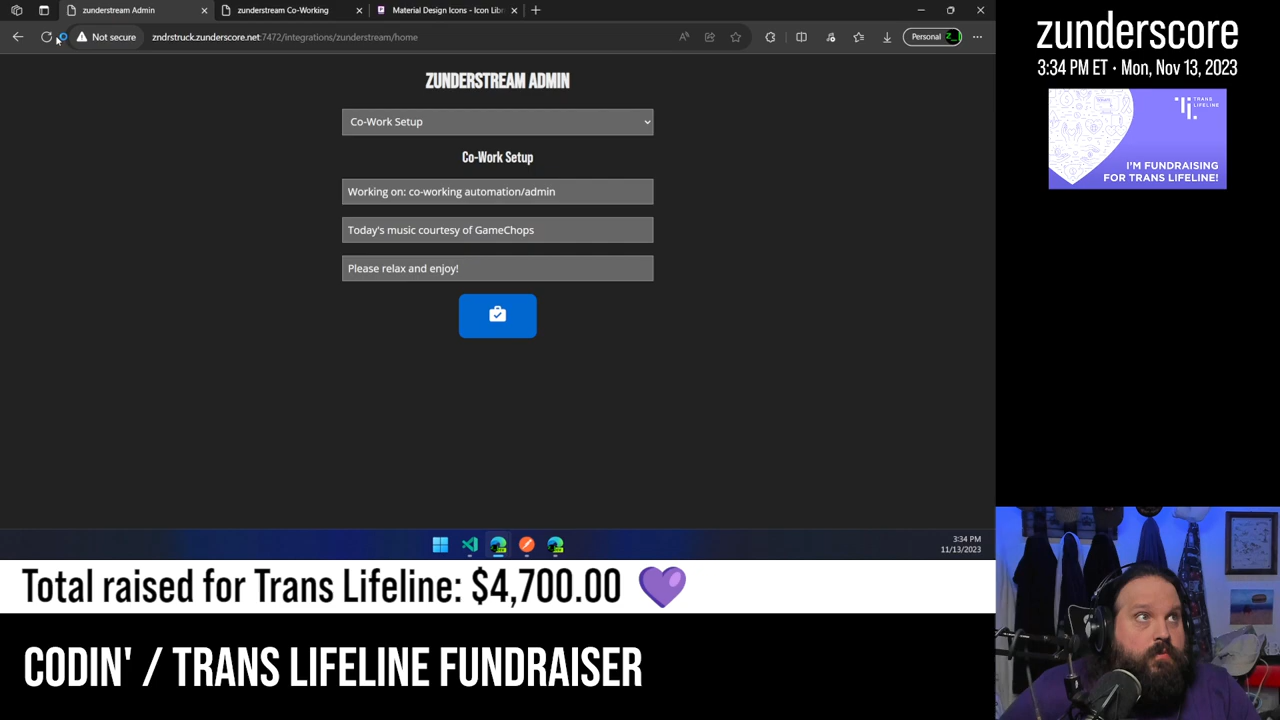 zunderstream Admin
zunderstream Co-Working
Material Design Icons - Icon Lib
Not secure
zndrstruck.zunderscore.net:7472/integrations/zunderstream/home
Personal
ZUNDERSTREAM ADMIN
Co-Work Setup
Co-Work Setup
Working on: co-working automation/admin
Today's music courtesy of GameChops
Please relax and enjoy!
3:34 PM
11/13/2023
zunderscore
3:34 PM ET · Mon, Nov 13, 2023
TRANS
LIFELINE
I'M FUNDRAISING
FOR TRANS LIFELINE!
Total raised for Trans Lifeline: $4,700.00
CODIN' / TRANS LIFELINE FUNDRAISER